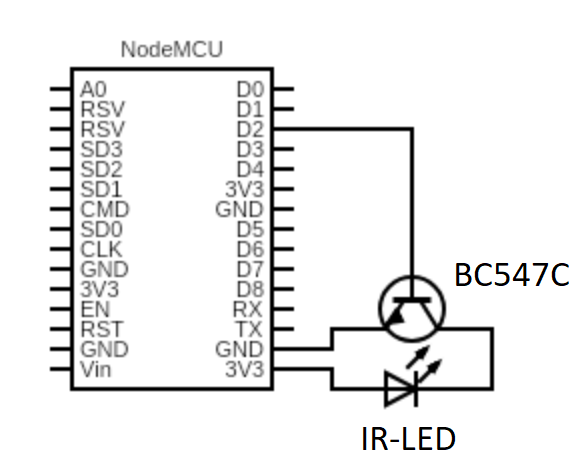 NodeMCU
A0 D0
RSV D1
RSV D2
SD3 D3
SD2 D4
SD1 3V3
CMD GND
SD0 D5
CLK D6
GND D7
3V3 D8
EN RX
RST TX
GND GND
Vin 3V3
BC547C
IR-LED